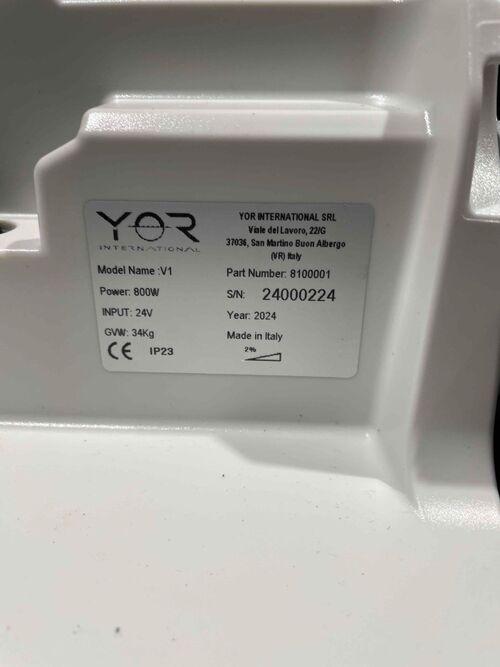 YOR
INTERNATIONAL
YOR INTERNATIONAL SRL
Viale del Lavoro, 22/G
37036, San Martino Buon Albergo
(VR) Italy
Model Name :V1
Part Number: 8100001
Power: 800W
S/N: 24000224
INPUT: 24V
Year: 2024
GVW: 34Kg
Made in Italy
CE IP23
2%